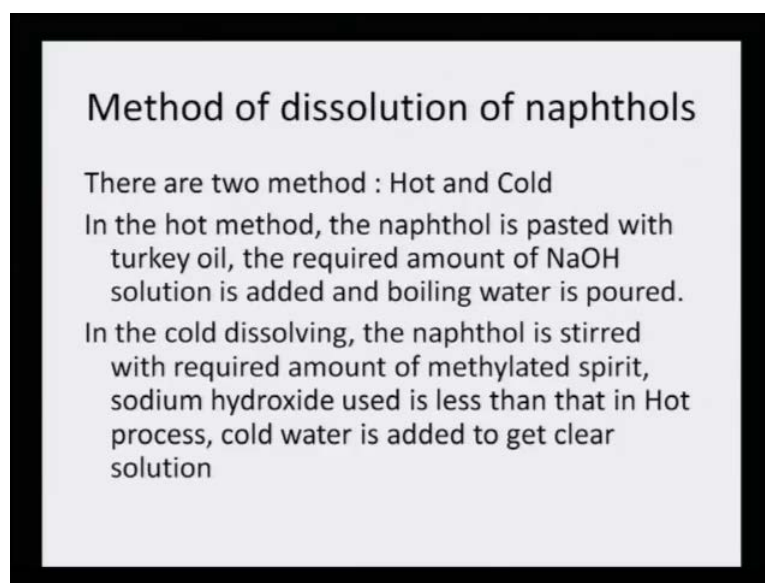 Method of dissolution of naphthols
There are two method : Hot and Cold
In the hot method, the naphthol is pasted with
turkey oil, the required amount of NaOH
solution is added and boiling water is poured.
In the cold dissolving, the naphthol is stirred
with required amount of methylated spirit,
sodium hydroxide used is less than that in Hot
process, cold water is added to get clear
solution